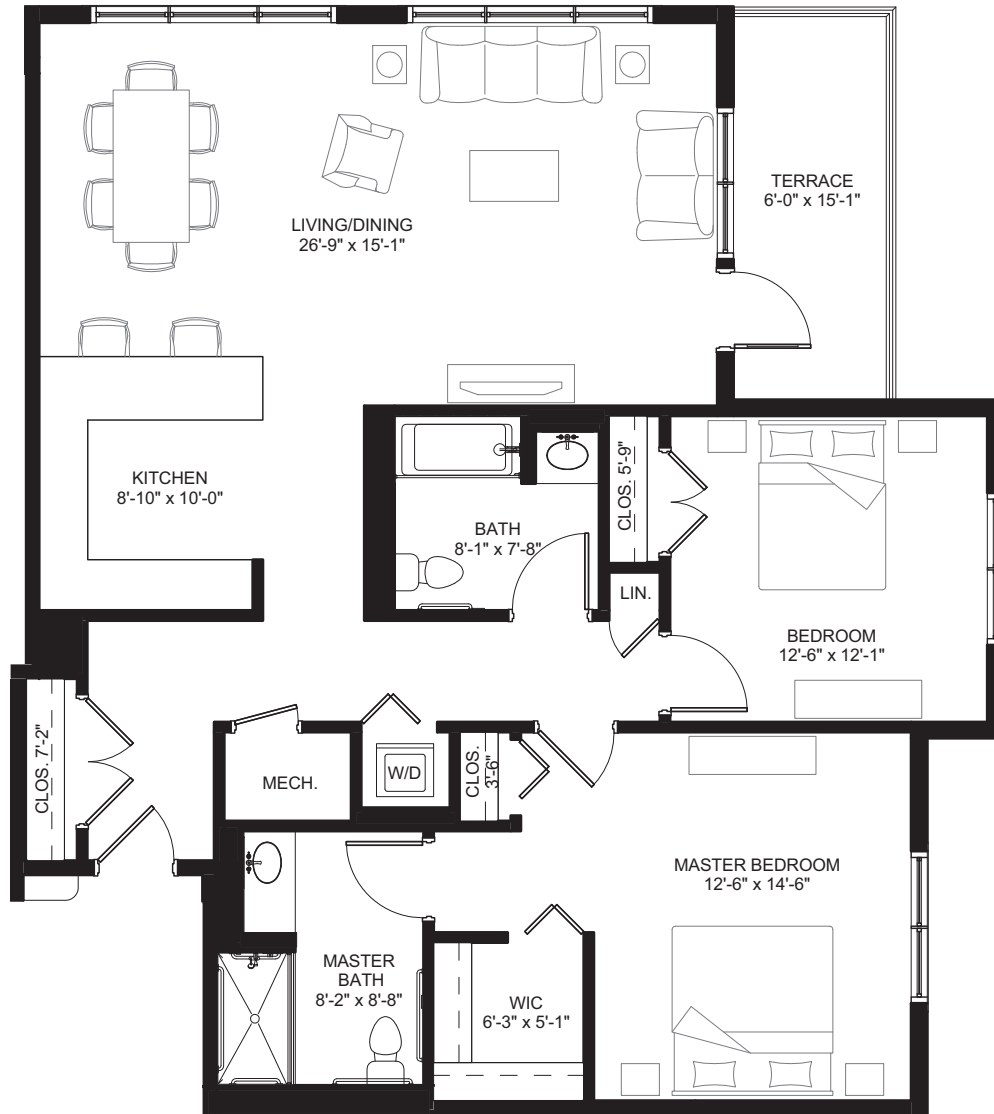 TERRACE
6'-0" x 15'-1"
LIVING/DINING
26'-9" x 15'-1"
KITCHEN
8'-10" x 10'-0"
BATH
8'-1" x 7'-8"
CLOS. 5'-9"
LIN.
BEDROOM
12'-6" x 12'-1"
CLOS. 7'-2"
MECH.
W/D
CLOS.
3'-6"
MASTER BEDROOM
12'-6" x 14'-6"
MASTER
BATH
8'-2" x 8'-8"
WIC
6'-3" x 5'-1"